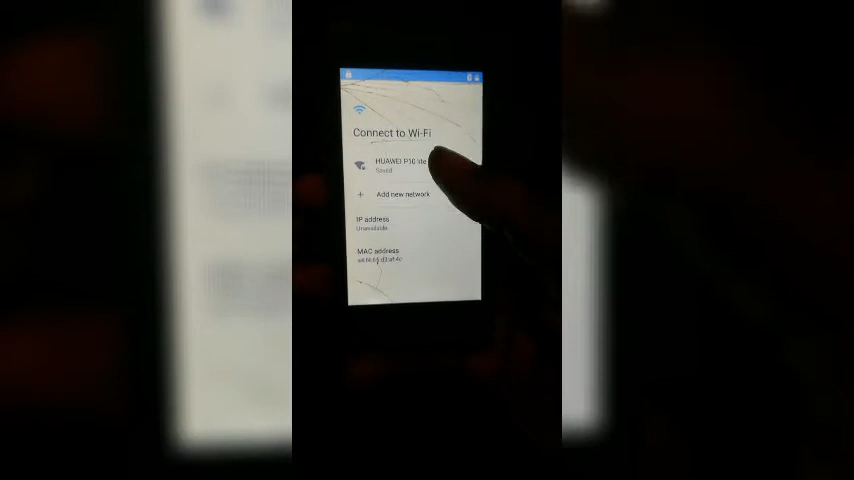 Connect to Wi-Fi
HUAWEI P10 lite
Saved
Add new network
IP address
Unavailable
MAC address